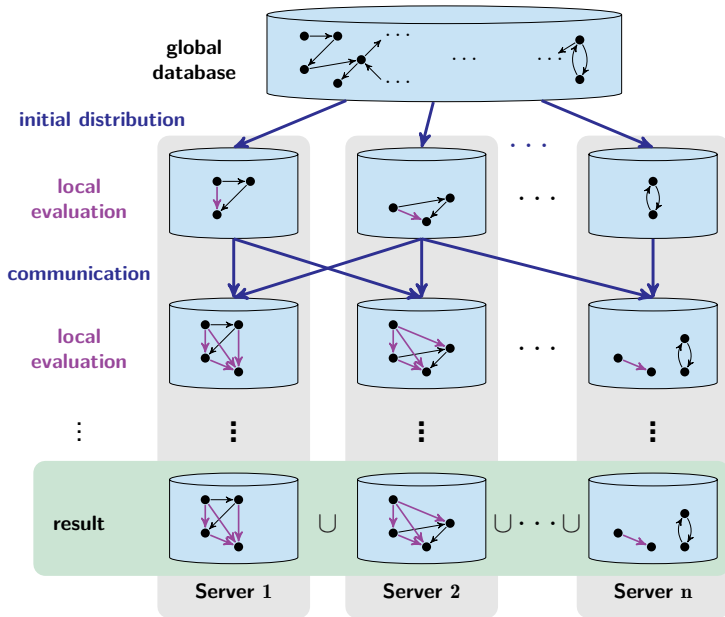 global
database
· · ·
· · ·
· · ·
· · ·
initial distribution
· · ·
local
evaluation
· · ·
communication
local
evaluation
· · ·
⋮
⋮
⋮
⋮
result
∪
∪ · · · ∪
Server 1
Server 2
Server n